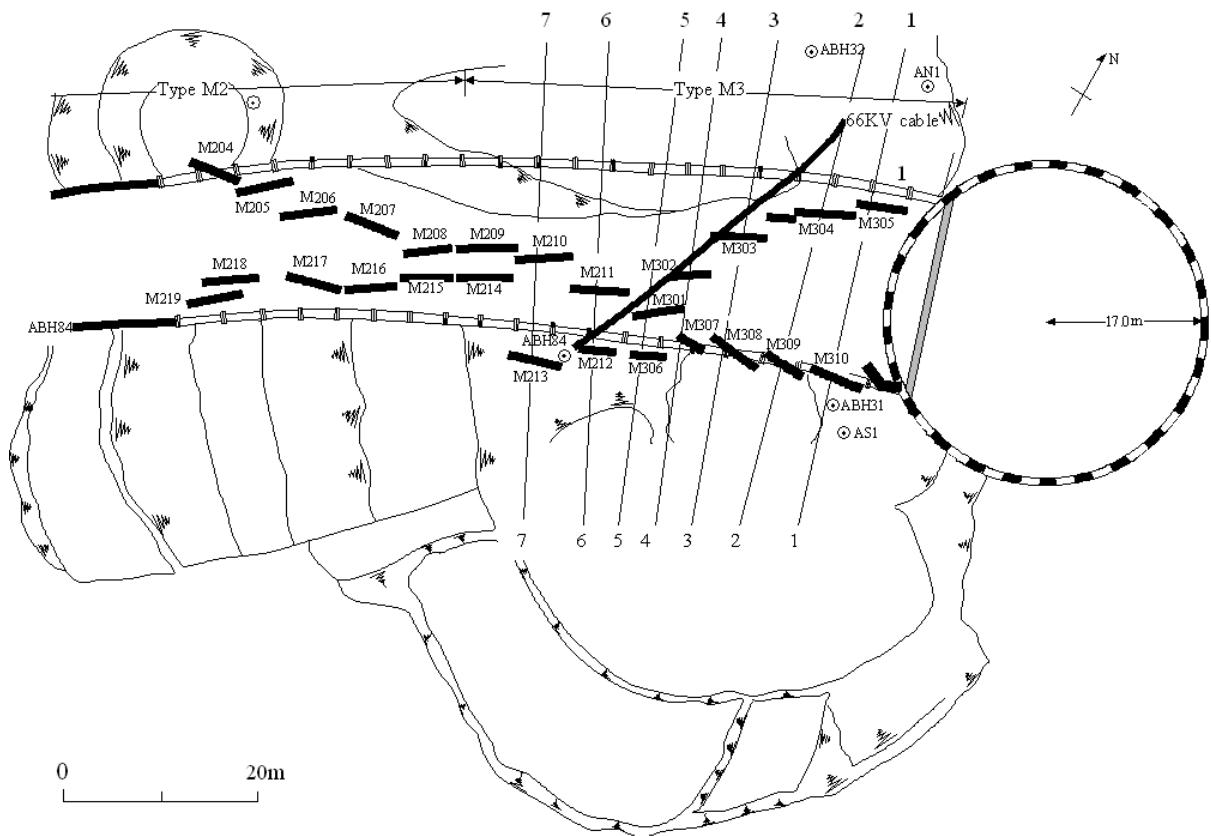 7 6 5 4 3 2 1
ABH32
AN1
N
Type M2
Type M3
66KV cable
M204
M205
M206
M207
1
M304
M305
M208
M209
M210
M303
M218
M217
M216
M215
M214
M211
M302
M219
M301
17.0m
ABH84
ABH84
M307
M308
M309
M310
M213
M212
M306
ABH31
AS1
7 6 5 4 3 2 1
0 20m